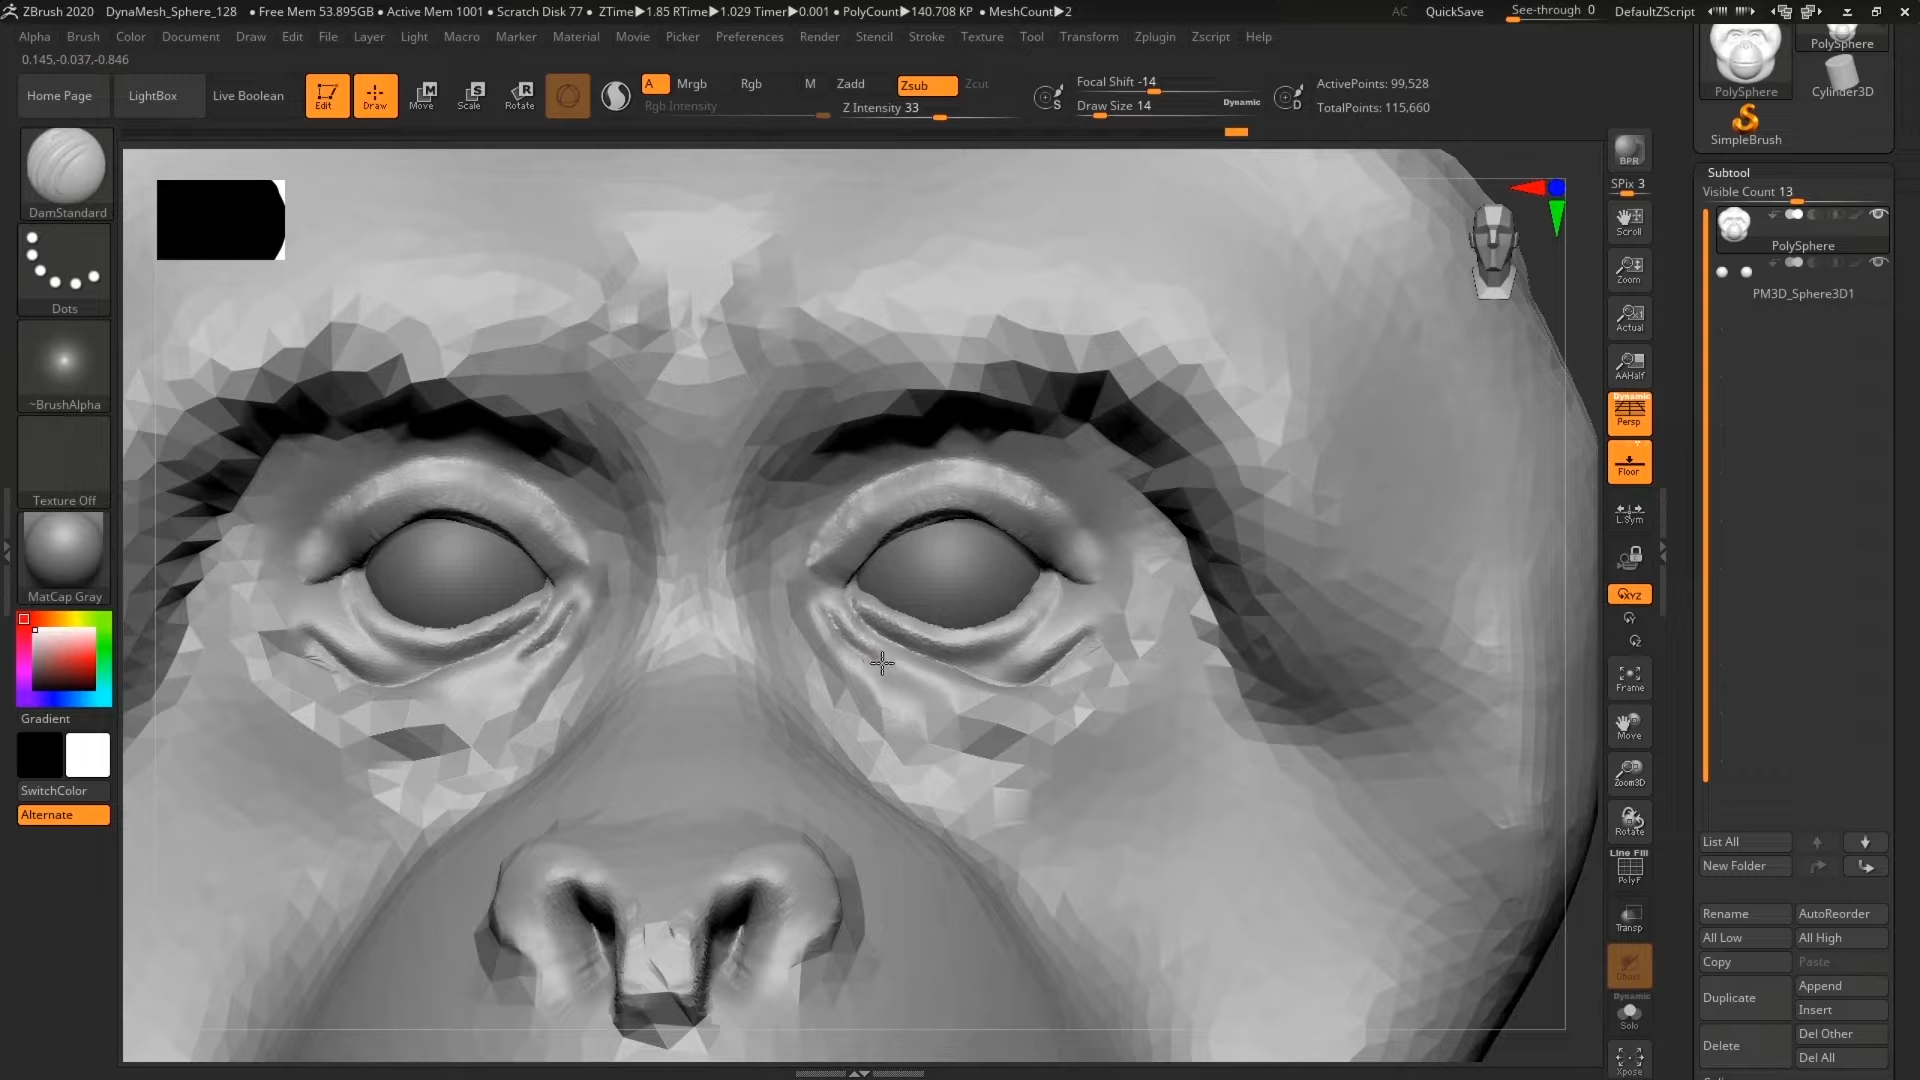 ZBrush 2020 DynaMesh_Sphere_128 • Free Mem 53.895GB • Active Mem 1001 • Scratch Disk 77 • ZTime▶1.85 RTime▶1.029 Timer▶0.001 • PolyCount▶140.708 KP • MeshCount▶2 AC QuickSave See-through 0 DefaultZScript
Alpha Brush Color Document Draw Edit File Layer Light Macro Marker Material Movie Picker Preferences Render Stencil Stroke Texture Tool Transform Zplugin Zscript Help
0.145,-0.037,-0.846
Home Page LightBox Live Boolean Edit Draw Move Scale Rotate A Mrgb Rgb M Zadd Zsub Zcut Focal Shift -14 ActivePoints: 99,528
Rgb Intensity Z Intensity 33 Draw Size 14 Dynamic TotalPoints: 115,660
S
D
DamStandard
Dots
~BrushAlpha
Texture Off
MatCap Gray
Gradient
SwitchColor
Alternate
BPR
SPix 3
Scroll
Zoom
Actual
AAHalf
Dynamic
Persp
Floor
L.Sym
XYZ
Frame
Move
Zoom3D
Rotate
Line Fill
PolyF
Transp
Ghost
Dynamic
Solo
Xpose
PolySphere
PolySphere
Cylinder3D
SimpleBrush
Subtool
Visible Count 13
PolySphere
PM3D_Sphere3D1
List All
New Folder
Rename AutoReorder
All Low All High
Copy Paste
Duplicate Append
Insert
Delete Del Other
Del All